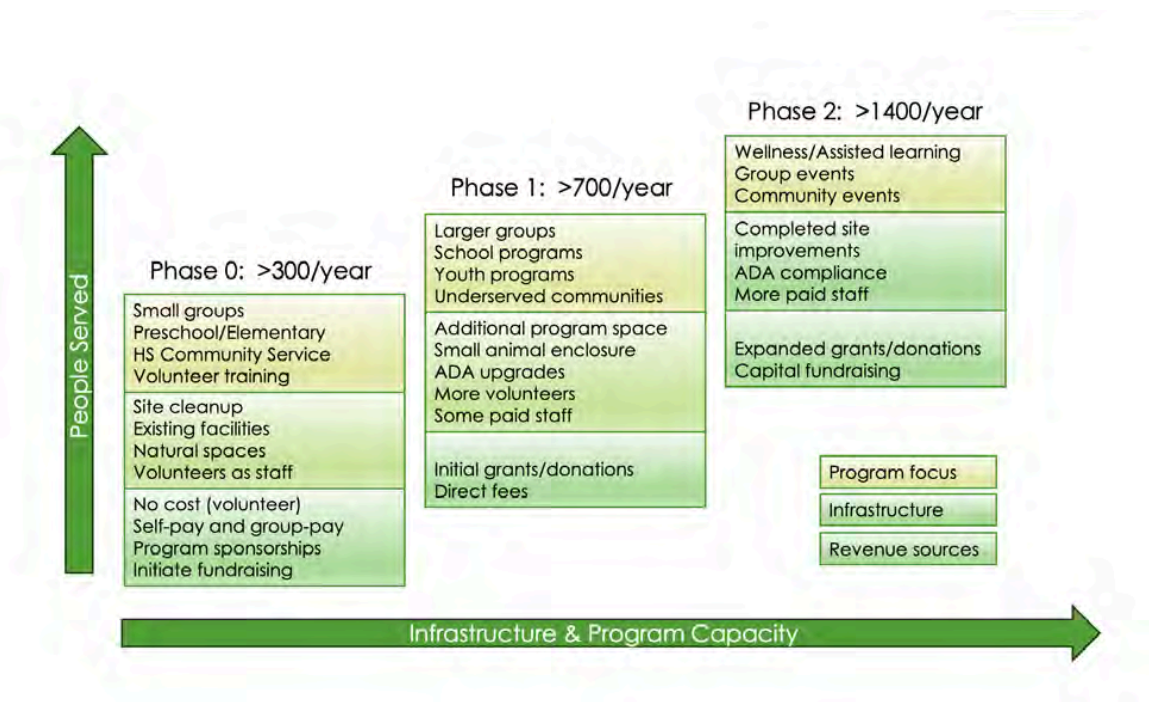 Phase 2: >1400/year
Wellness/Assisted learning
Group events
Community events
Completed site
improvements
ADA compliance
More paid staff
Expanded grants/donations
Capital fundraising
Phase 1: >700/year
Larger groups
School programs
Youth programs
Underserved communities
Additional program space
Small animal enclosure
ADA upgrades
More volunteers
Some paid staff
Initial grants/donations
Direct fees
Phase 0: >300/year
Small groups
Preschool/Elementary
HS Community Service
Volunteer training
Site cleanup
Existing facilities
Natural spaces
Volunteers as staff
No cost (volunteer)
Self-pay and group-pay
Program sponsorships
Initiate fundraising
People Served
Program focus
Infrastructure
Revenue sources
Infrastructure & Program Capacity